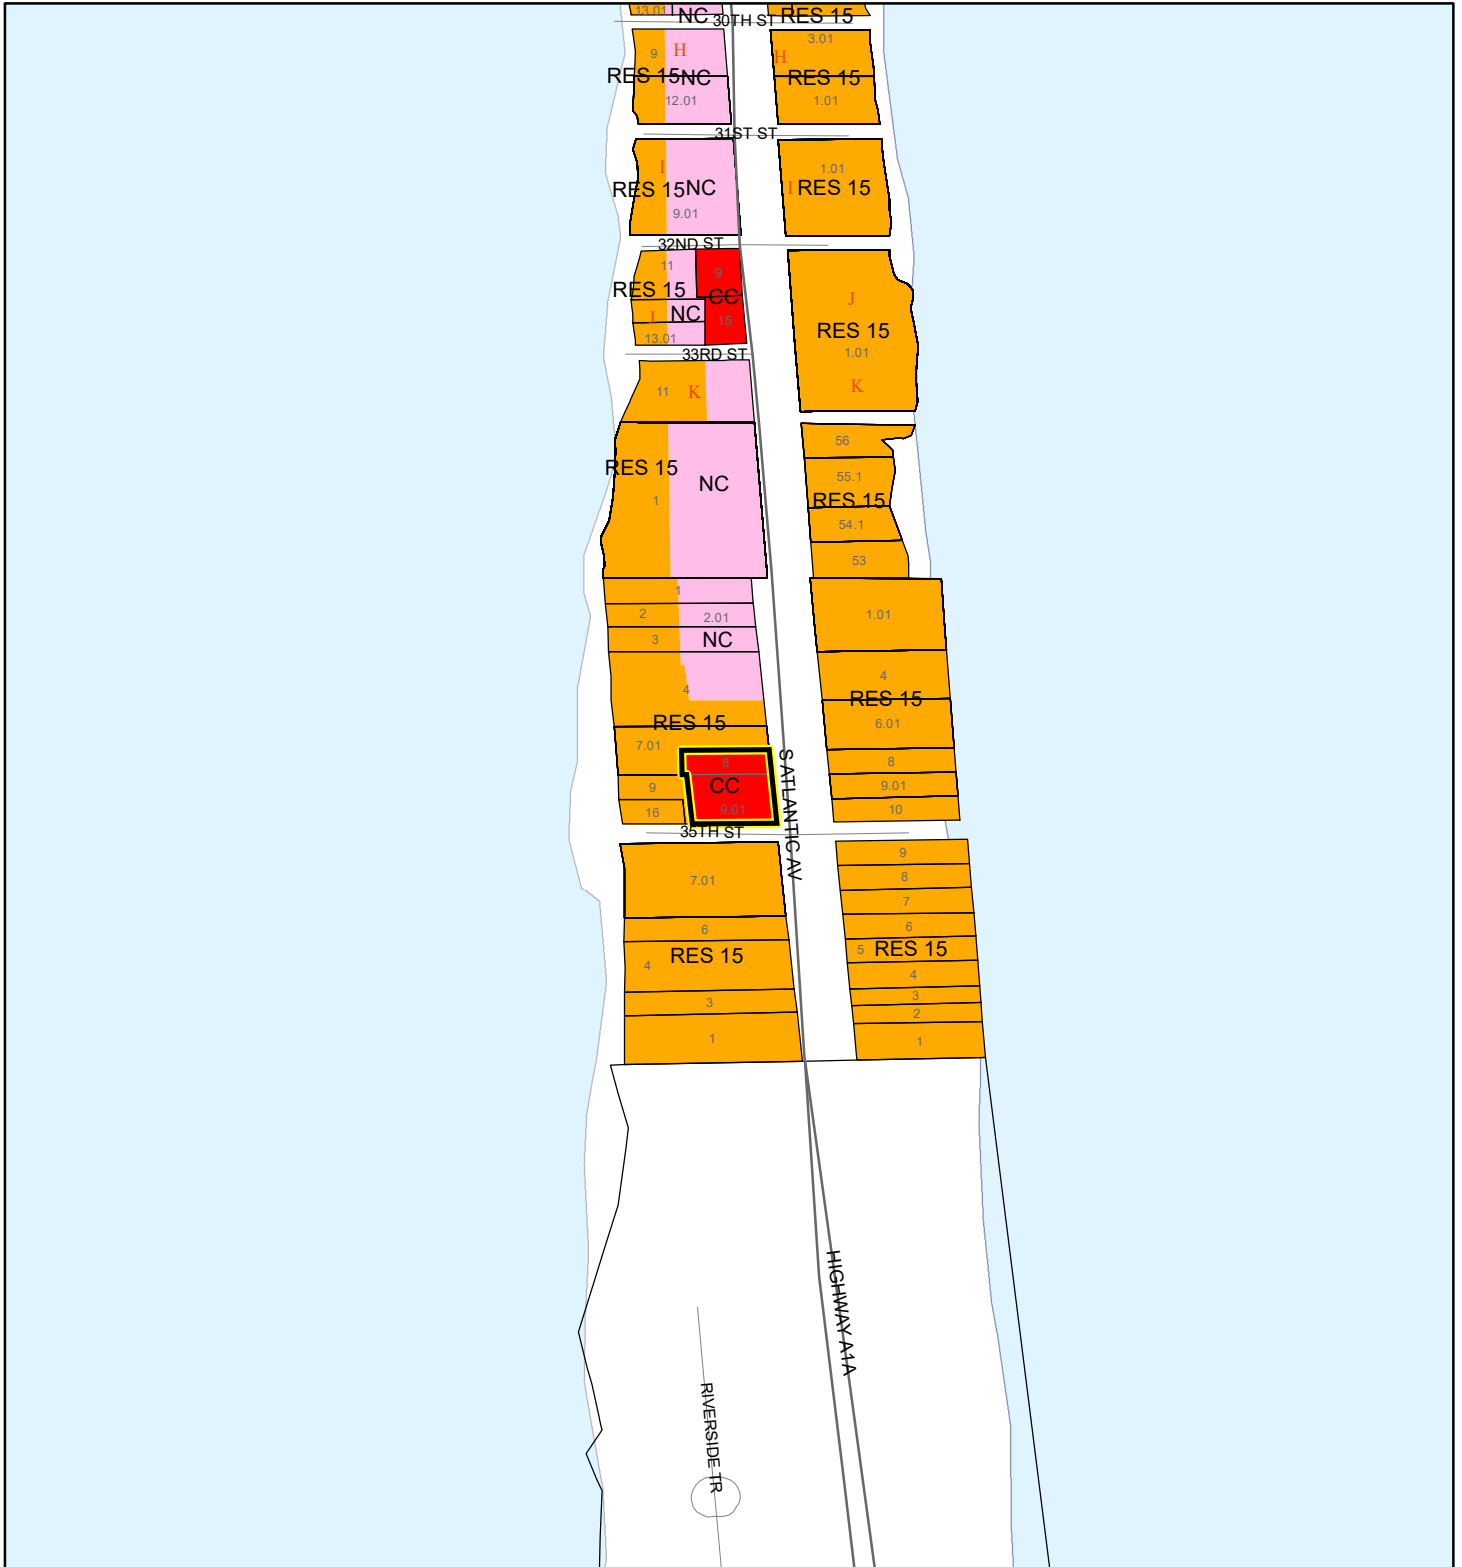 13.01 NC 30TH ST RES 15
9 H H 3.01
RES 15 NC RES 15
12.01 1.01
31ST ST
I 1.01
RES 15 NC I RES 15
9.01
32ND ST
11 9
RES 15 CC J
NC 15 RES 15
J
13.01 1.01
33RD ST
11 K K
56
RES 15 55.1
NC RES 15
1 54.1
53
1
2 2.01 1.01
3 NC
4 4
RES 15 RES 15
7.01 6.01
8 8
9 CC 9.01
16 9.01 10
35TH ST
S ATLANTIC AV
9
7.01 8
7
6 6
RES 15 5 RES 15
4 4
3 3
2
1 1
HIGHWAY A1A
RIVERSIDE TR